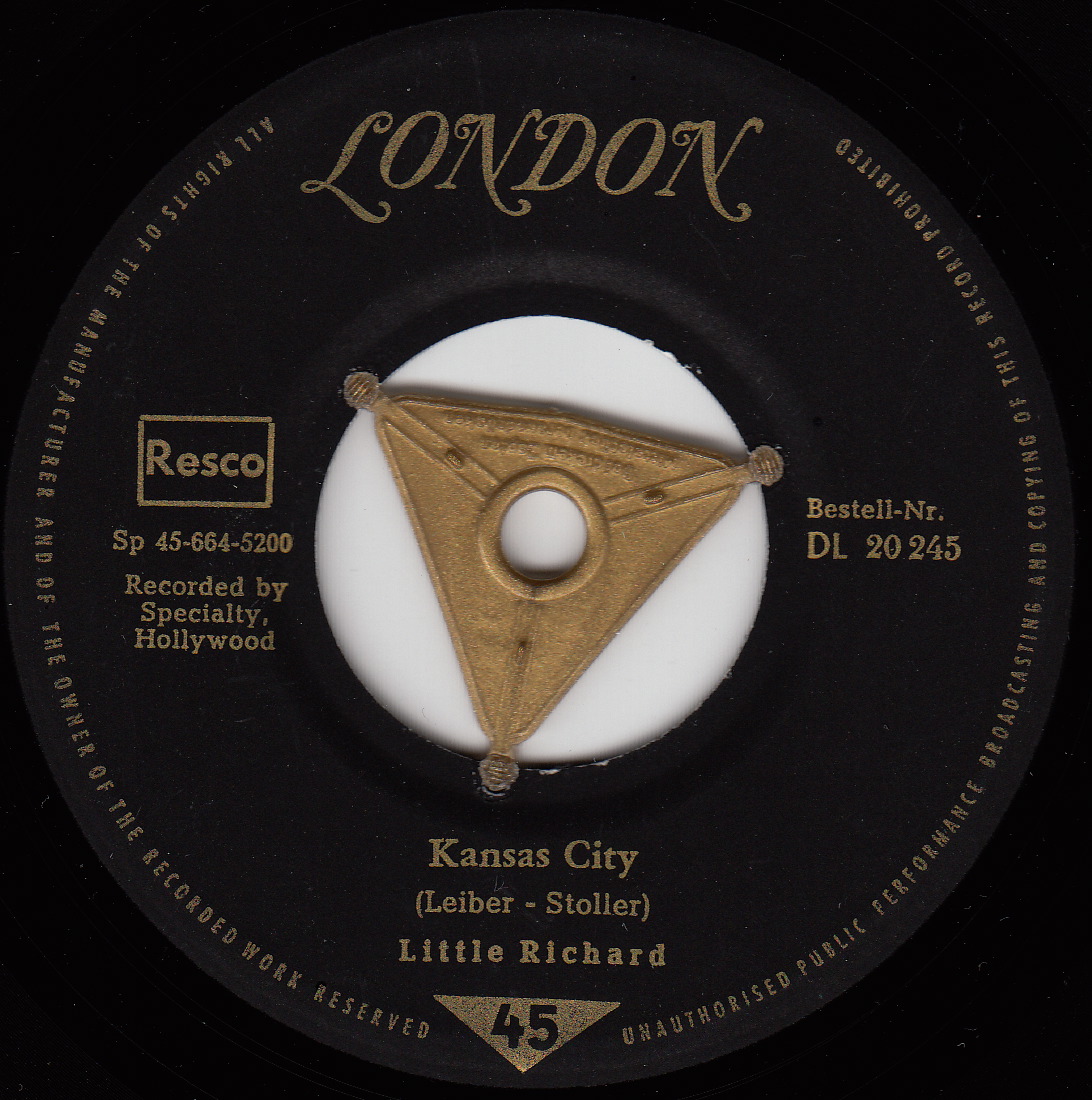 LONDON
ALL RIGHTS OF THE MANUFACTURER AND OF THE OWNER OF THE RECORDED WORK RESERVED
UNAUTHORISED PUBLIC PERFORMANCE BROADCASTING AND COPYING OF THIS RECORD PROHIBITED
Resco
Sp 45-664-5200
Recorded by
Specialty,
Hollywood
Bestell-Nr.
DL 20 245
Kansas City
(Leiber - Stoller)
Little Richard
45